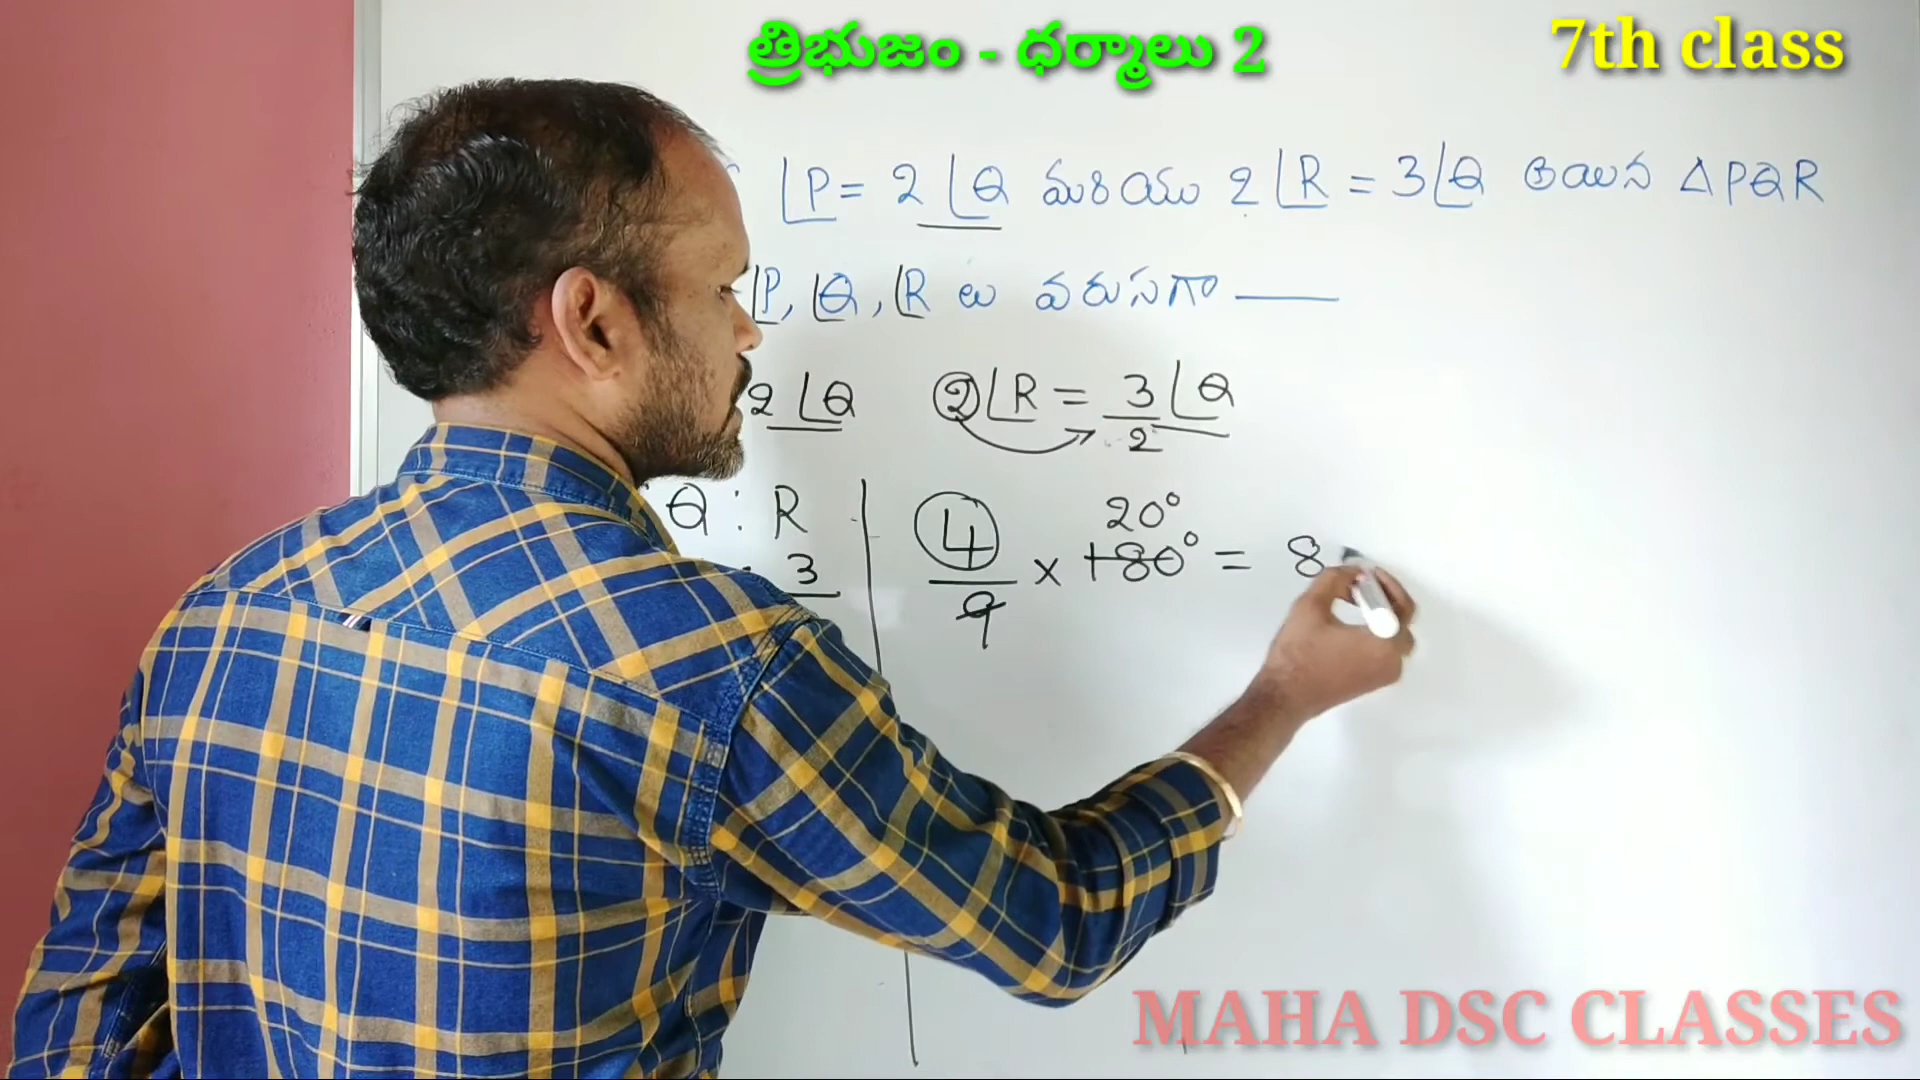 త్రిభుజం - ధర్మాలు 2
7th class
∠P = 2 ∠Q మరియు 2 ∠R = 3 ∠Q అయిన Δ PQR
∠P, ∠Q, ∠R లు వరుసగా ——
2 ∠Q 2 ∠R = 3 ∠Q
2
Q : R
: 3
20°
4 × 180° = 8
9
MAHA DSC CLASSES